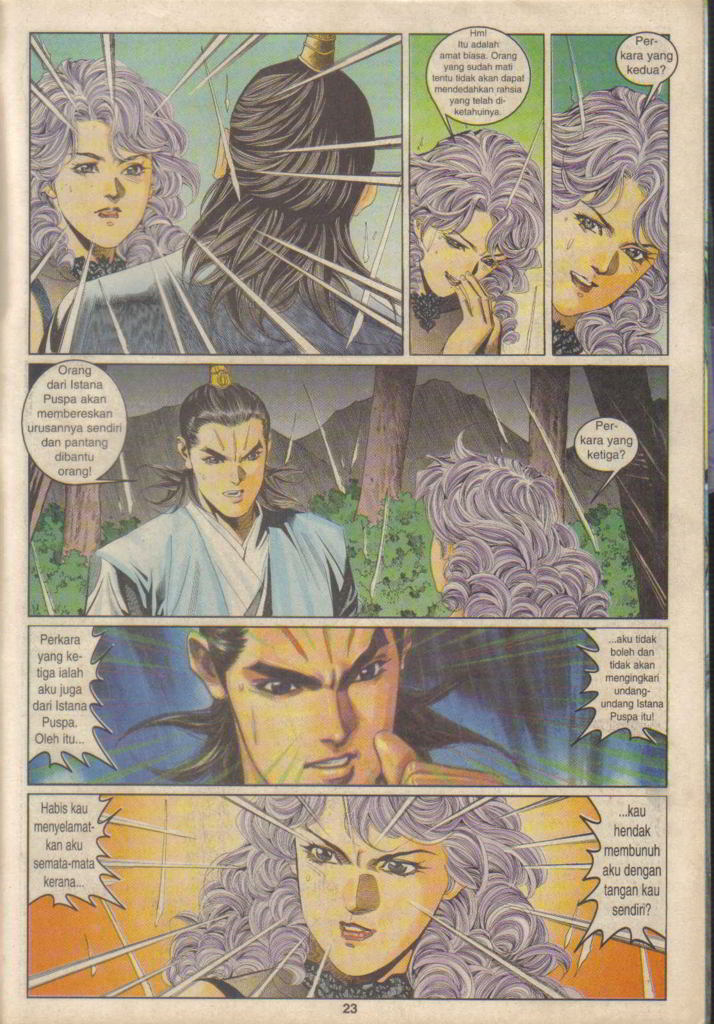 Hm!
Itu adalah
amat biasa. Orang
yang sudah mati
tentu tidak akan dapat
mendedahkan rahsia
yang telah di-
ketahuinya.
Per-
kara yang
kedua?
Orang
dari Istana
Puspa akan
membereskan
urusannya sendiri
dan pantang
dibantu
orang!
Per-
kara yang
ketiga?
Perkara
yang ke-
tiga ialah
aku juga
dari Istana
Puspa.
Oleh itu...
...aku tidak
boleh dan
tidak akan
mengingkari
undang-
undang Istana
Puspa itu!
Habis kau
menyelamat-
kan aku
semata-mata
kerana...
...kau
hendak
membunuh
aku dengan
tangan kau
sendiri?
23